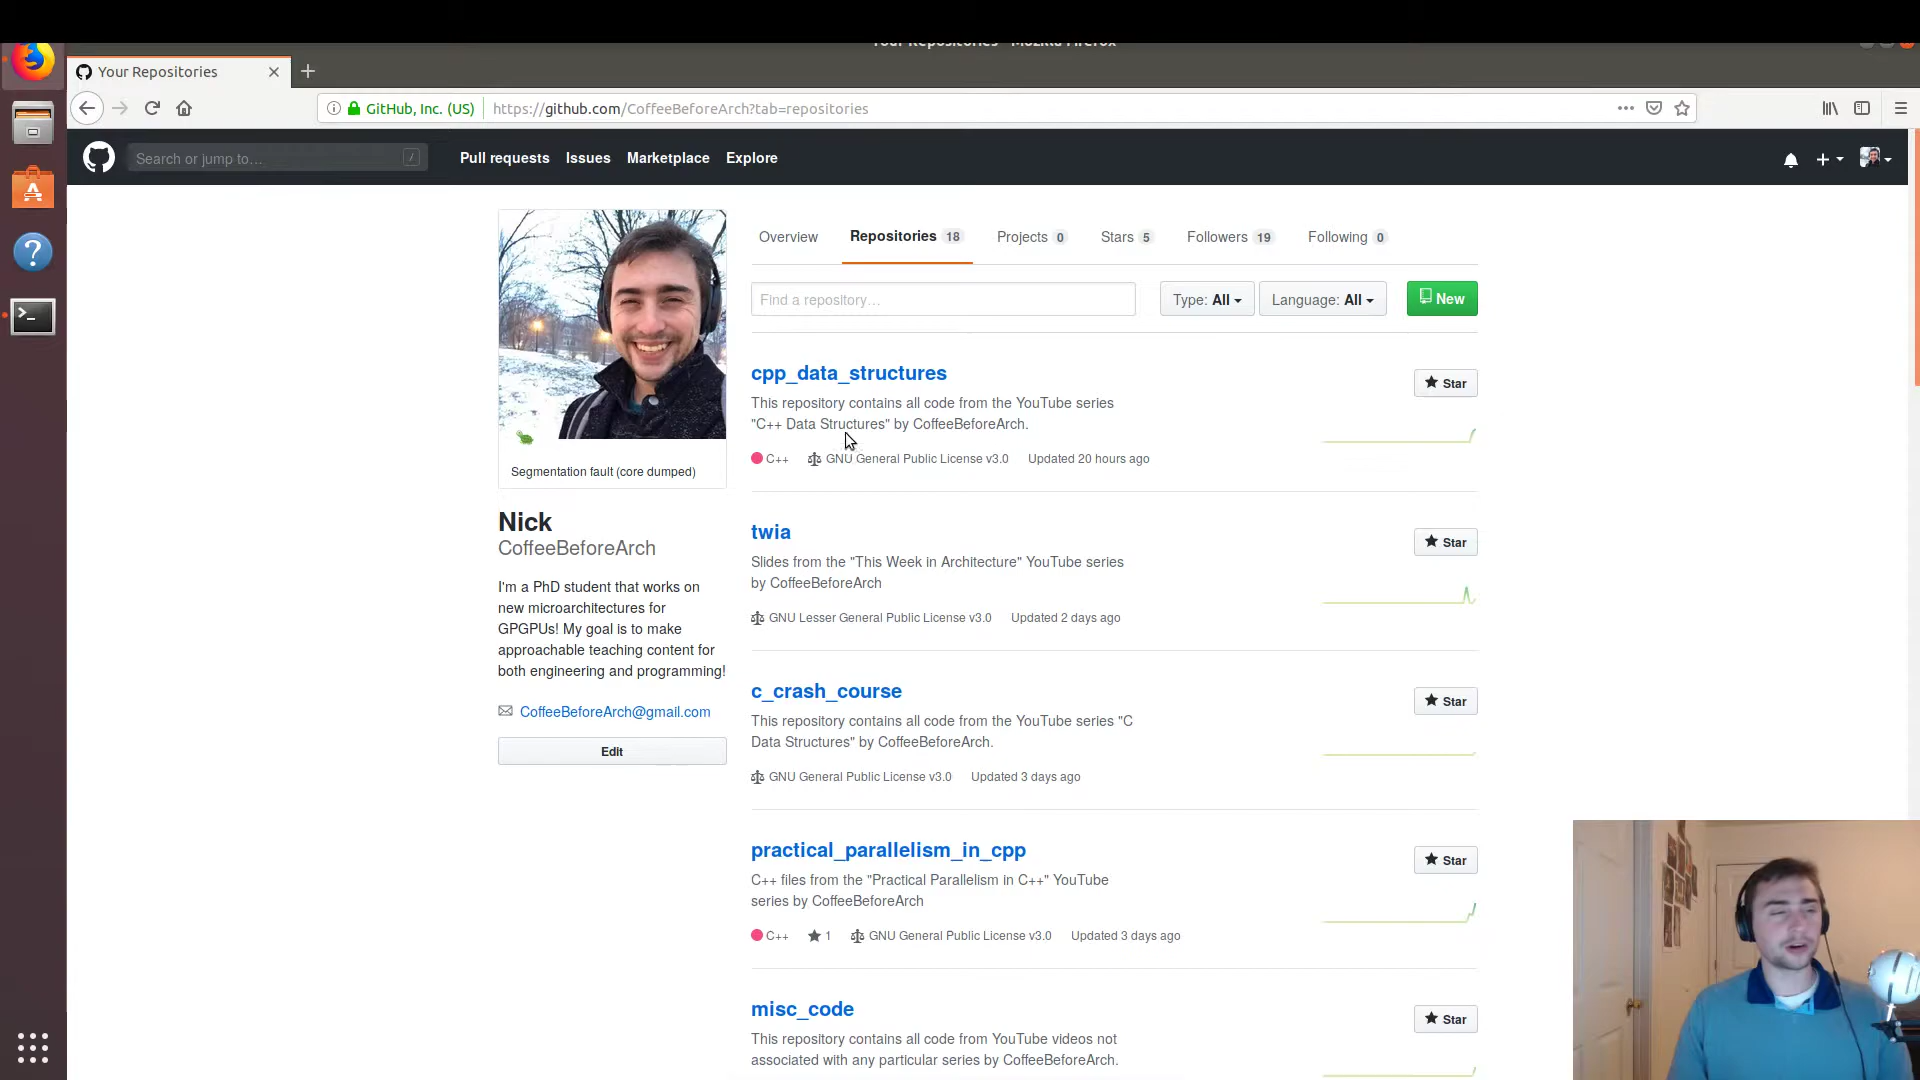 Your Repositories - Mozilla Firefox
Your Repositories
GitHub, Inc. (US) https://github.com/CoffeeBeforeArch?tab=repositories
Search or jump to… /
Pull requests Issues Marketplace Explore
Overview Repositories 18 Projects 0 Stars 5 Followers 19 Following 0
Find a repository…
Type: All
Language: All
New
Segmentation fault (core dumped)
Nick
CoffeeBeforeArch
I'm a PhD student that works on
new microarchitectures for
GPGPUs! My goal is to make
approachable teaching content for
both engineering and programming!
CoffeeBeforeArch@gmail.com
Edit
cpp_data_structures
Star
This repository contains all code from the YouTube series
"C++ Data Structures" by CoffeeBeforeArch.
C++ GNU General Public License v3.0 Updated 20 hours ago
twia
Star
Slides from the "This Week in Architecture" YouTube series
by CoffeeBeforeArch
GNU Lesser General Public License v3.0 Updated 2 days ago
c_crash_course
Star
This repository contains all code from the YouTube series "C
Data Structures" by CoffeeBeforeArch.
GNU General Public License v3.0 Updated 3 days ago
practical_parallelism_in_cpp
Star
C++ files from the "Practical Parallelism in C++" YouTube
series by CoffeeBeforeArch
C++ 1 GNU General Public License v3.0 Updated 3 days ago
misc_code
Star
This repository contains all code from YouTube videos not
associated with any particular series by CoffeeBeforeArch.